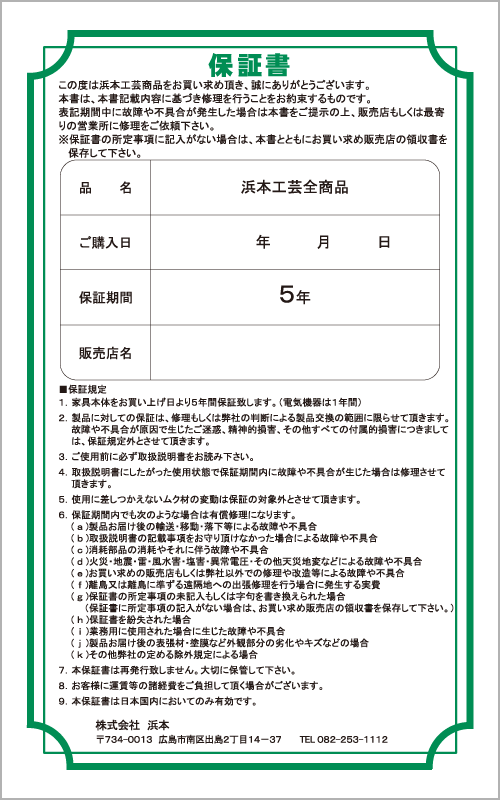 保証書
この度は浜本工芸商品をお買い求め頂き、誠にありがとうございます。
本書は、本書記載内容に基づき修理を行うことをお約束するものです。
表記期間中に故障や不具合が発生した場合は本書をご提示の上、販売店もしくは最寄
りの営業所に修理をご依頼下さい。
※保証書の所定事項に記入がない場合は、本書とともにお買い求め販売店の領収書を
保存して下さい。
品 名 浜本工芸全商品
ご購入日 年 月 日
保証期間 5年
販売店名
■保証規定
1. 家具本体をお買い上げ日より5年間保証致します。(電気機器は1年間)
2. 製品に対しての保証は、修理もしくは弊社の判断による製品交換の範囲に限らせて頂きます。
故障や不具合が原因で生じたご迷惑、精神的損害、その他すべての付属的損害につきまして
は、保証規定外とさせて頂きます。
3. ご使用前に必ず取扱説明書をお読み下さい。
4. 取扱説明書にしたがった使用状態で保証期間内に故障や不具合が生じた場合は修理させて
頂きます。
5. 使用に差しつかえないムク材の変動は保証の対象外とさせて頂きます。
6. 保証期間内でも次のような場合は有償修理になります。
(a)製品お届け後の輸送・移動・落下等による故障や不具合
(b)取扱説明書の記載事項をお守り頂けなかった場合による故障や不具合
(c)消耗部品の消耗やそれに伴う故障や不具合
(d)火災・地震・雷・風水害・塩害・異常電圧・その他天災地変などによる故障や不具合
(e)お買い求めの販売店もしくは弊社以外での修理や改造等による故障や不具合
(f)離島又は離島に準ずる遠隔地への出張修理を行う場合に発生する実費
(g)保証書の所定事項の未記入もしくは字句を書き換えられた場合
(保証書に所定事項の記入がない場合は、お買い求め販売店の領収書を保存して下さい。)
(h)保証書を紛失された場合
(i)業務用に使用された場合に生じた故障や不具合
(j)製品お届け後の表張材・塗膜など外観部分の劣化やキズなどの場合
(k)その他弊社の定める除外規定による場合
7. 本保証書は再発行致しません。大切に保管して下さい。
8. お客様に運賃等の諸経費をご負担して頂く場合がございます。
9. 本保証書は日本国内においてのみ有効です。
株式会社 浜本
〒734-0013 広島市南区出島2丁目14-37 TEL 082-253-1112